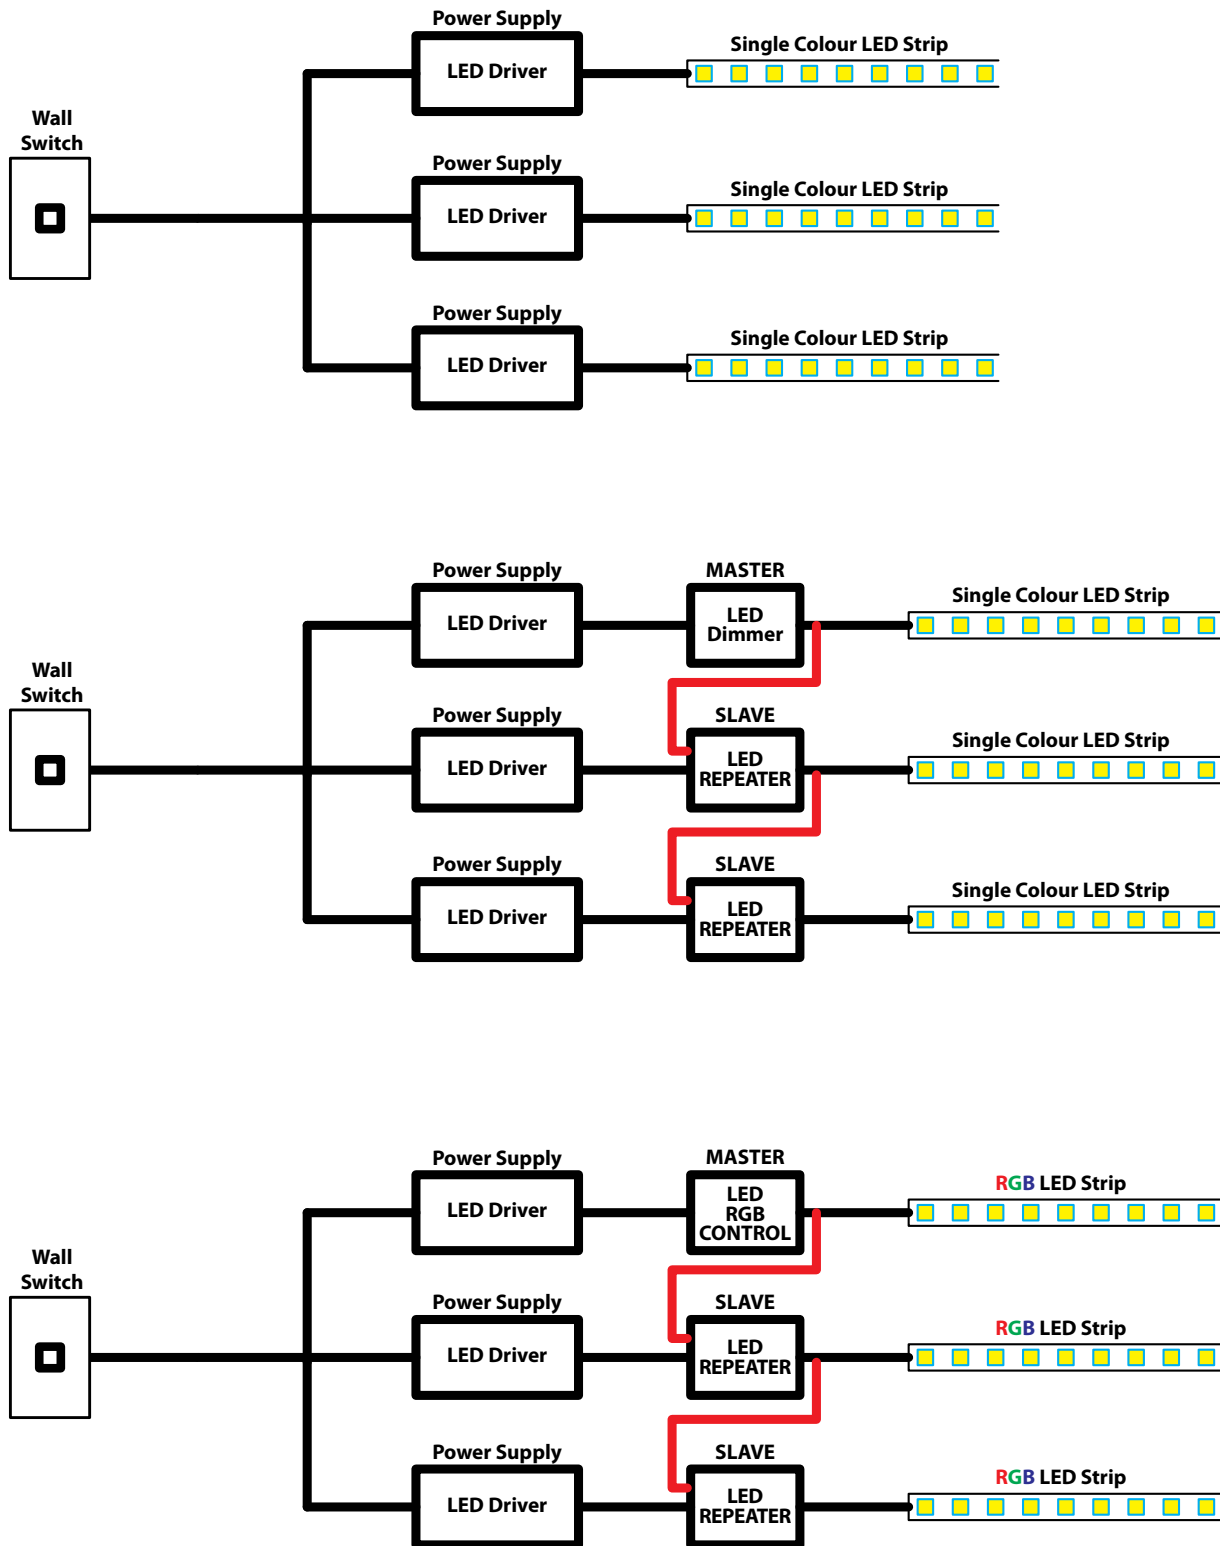 Power Supply
LED Driver
Single Colour LED Strip
Wall
Switch
Power Supply
LED Driver
Single Colour LED Strip
Power Supply
LED Driver
Single Colour LED Strip
Power Supply
LED Driver
MASTER
LED
Dimmer
Single Colour LED Strip
Wall
Switch
Power Supply
LED Driver
SLAVE
LED
REPEATER
Single Colour LED Strip
Power Supply
LED Driver
SLAVE
LED
REPEATER
Single Colour LED Strip
Power Supply
LED Driver
MASTER
LED
RGB
CONTROL
RGB LED Strip
Wall
Switch
Power Supply
LED Driver
SLAVE
LED
REPEATER
RGB LED Strip
Power Supply
LED Driver
SLAVE
LED
REPEATER
RGB LED Strip